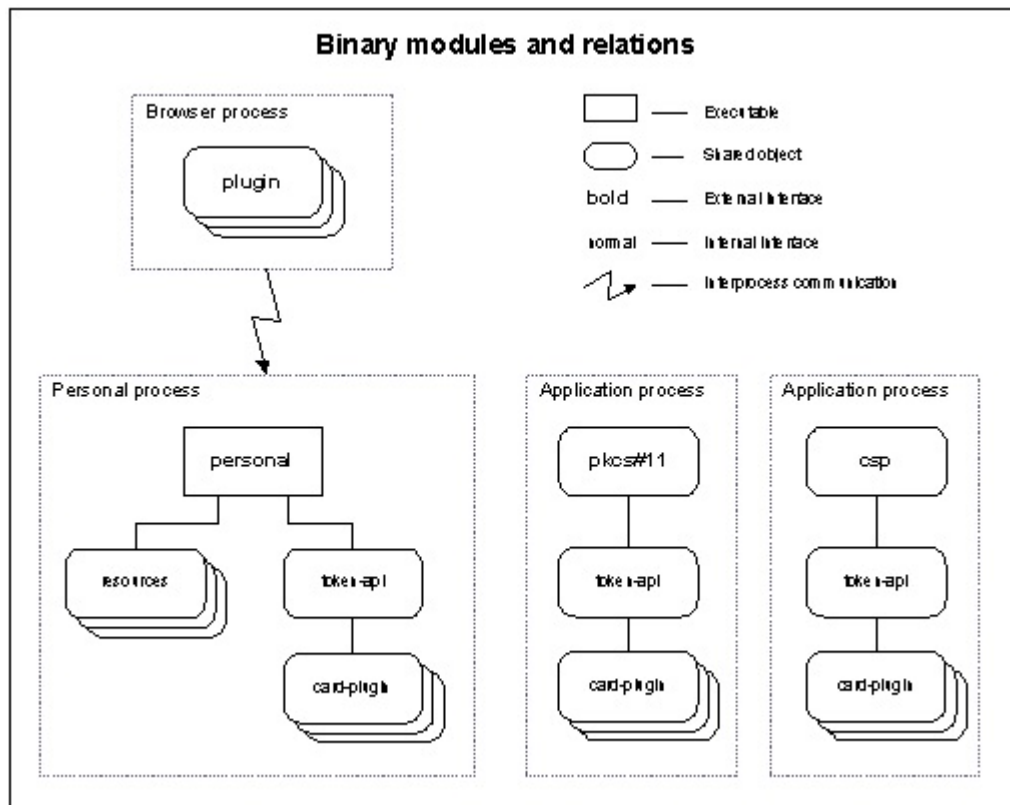 Binary modules and relations
Browser process
plugin
Executable
Shared object
bold
External interface
normal
Internal interface
Interprocess communication
Personal process
personal
resources
token-api
card-plugin
Application process
pkcs#11
token-api
card-plugin
Application process
csp
token-api
card-plugin